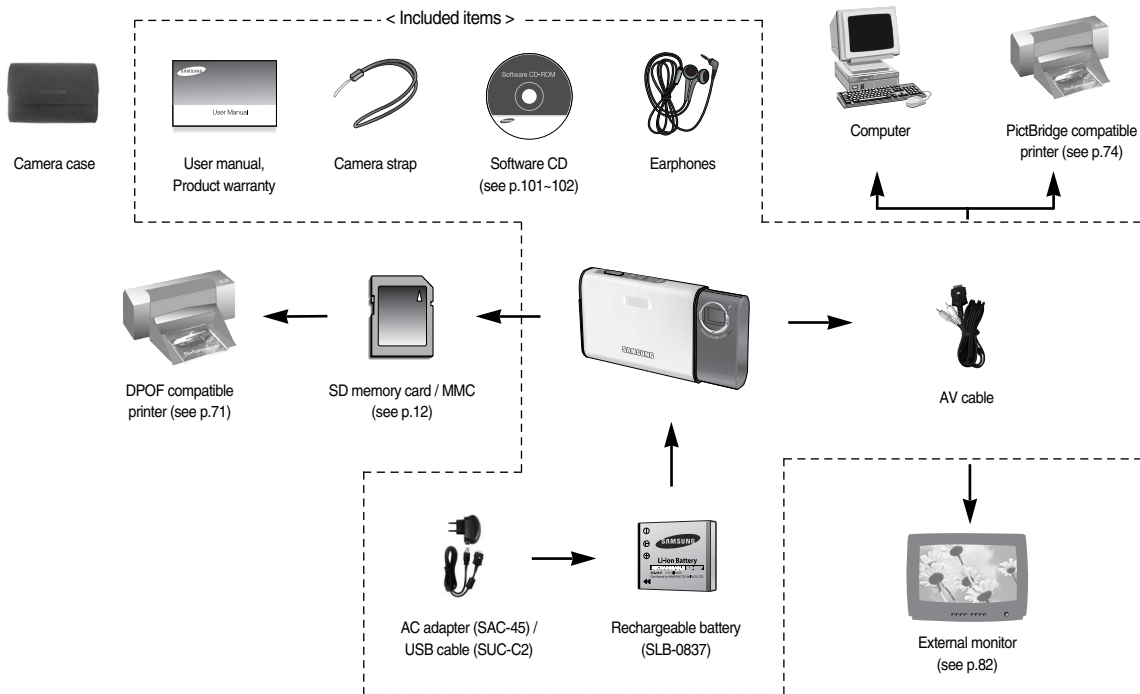 < Included items >
SAMSUNG
SAMSUNG
User Manual
Software CD-ROM
Camera case
User manual,
Product warranty
Camera strap
Software CD
(see p.101~102)
Earphones
Computer
PictBridge compatible
printer (see p.74)
SAMSUNG
DPOF compatible
printer (see p.71)
SD memory card / MMC
(see p.12)
AV cable
SAMSUNG
Li-ion Battery
AC adapter (SAC-45) /
USB cable (SUC-C2)
Rechargeable battery
(SLB-0837)
External monitor
(see p.82)